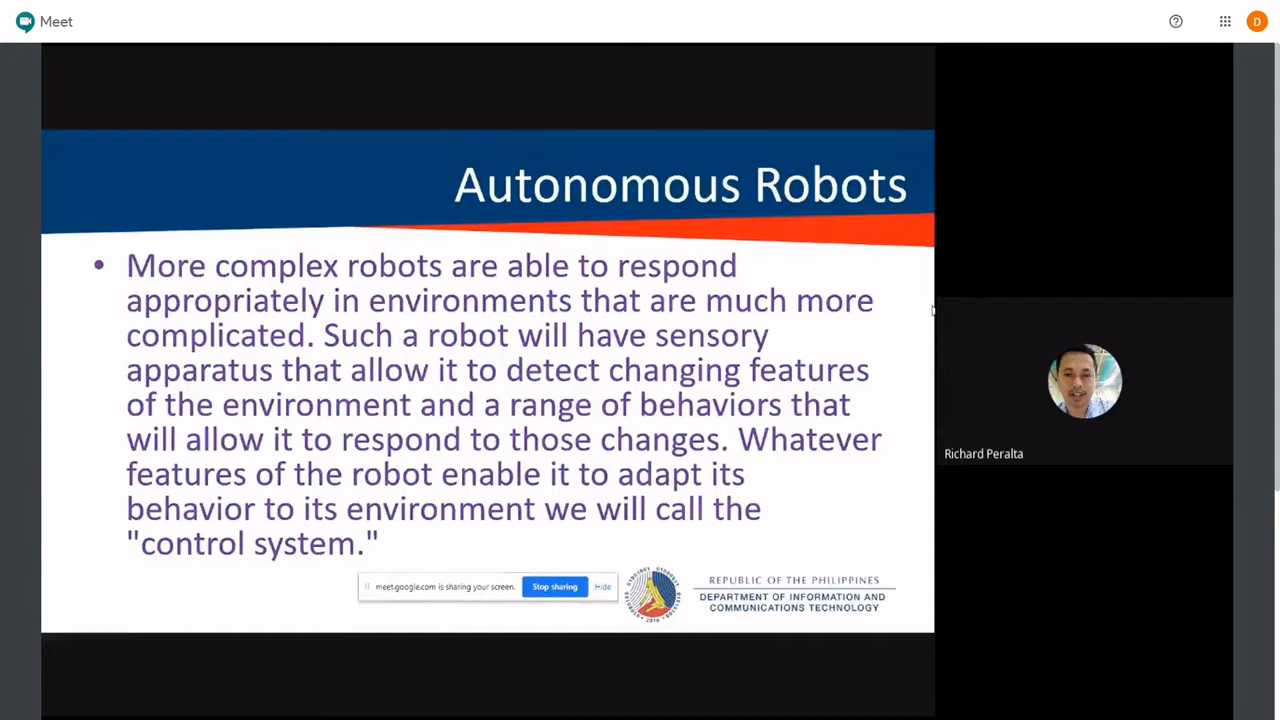 Meet
D
Autonomous Robots
• More complex robots are able to respond
appropriately in environments that are much more
complicated. Such a robot will have sensory
apparatus that allow it to detect changing features
of the environment and a range of behaviors that
will allow it to respond to those changes. Whatever
features of the robot enable it to adapt its
behavior to its environment we will call the
"control system."
meet.google.com is sharing your screen. Stop sharing Hide
REPUBLIC OF THE PHILIPPINES
DEPARTMENT OF INFORMATION AND
COMMUNICATIONS TECHNOLOGY
2016
Richard Peralta